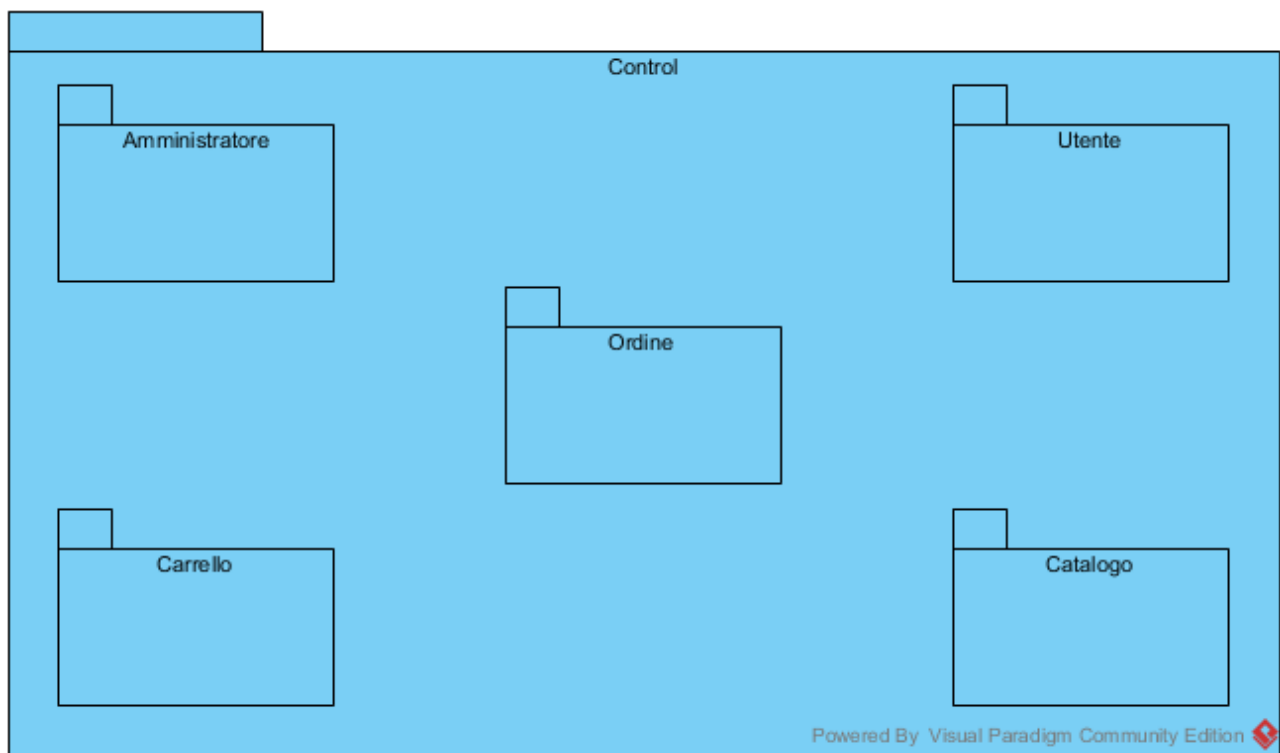 Control
Amministratore
Utente
Ordine
Carrello
Catalogo
Powered By Visual Paradigm Community Edition